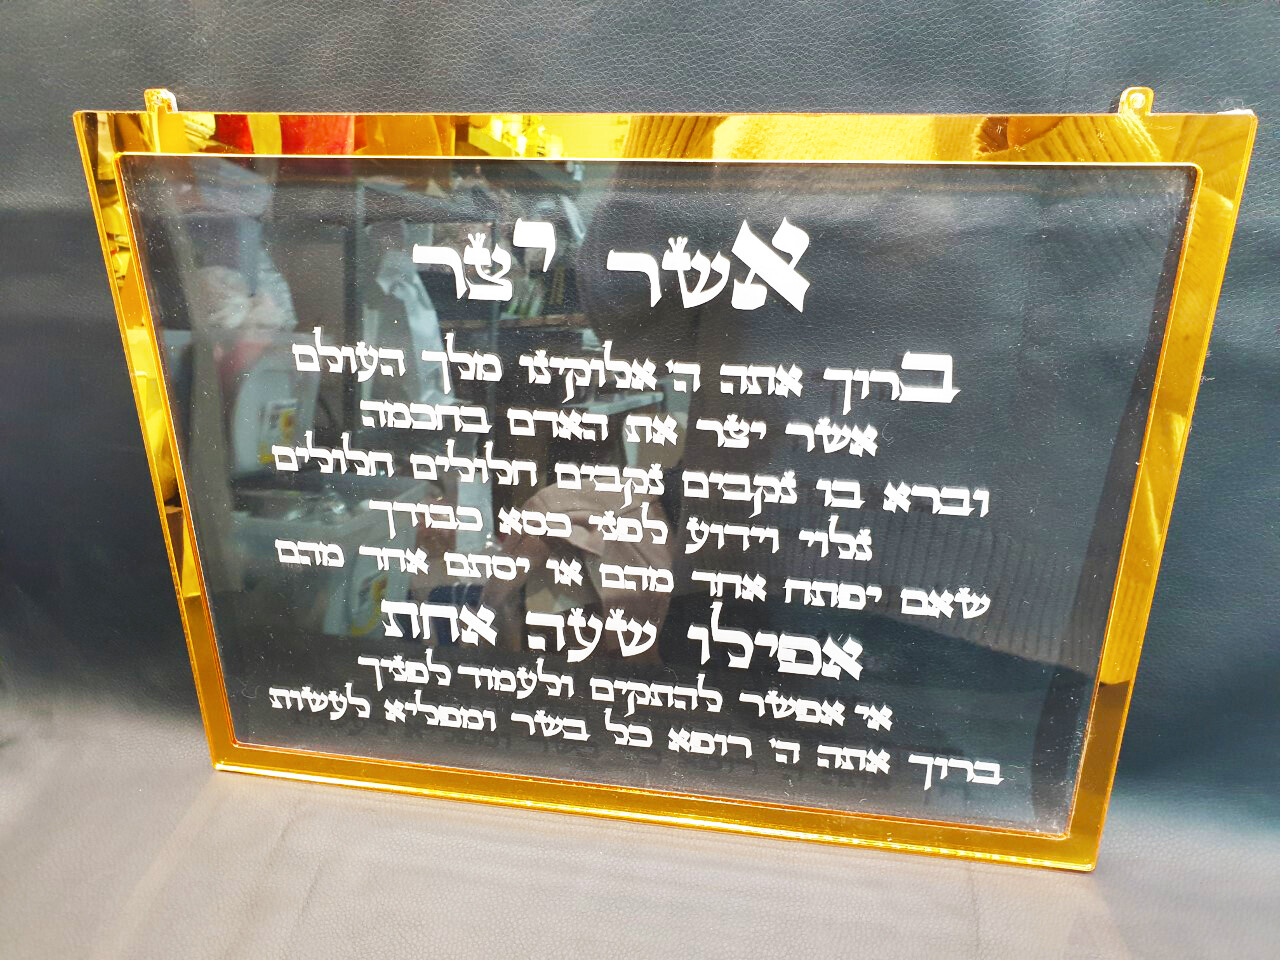 אשר יצר
ברוך אתה ה' אלוקינו מלך העולם
אשר יצר את האדם בחכמה
וברא בו נקבים נקבים חלולים חלולים
גלוי וידוע לפני כסא כבודך
שאם יפתח אחד מהם או יסתם אחד מהם
אפילו שעה אחת
אי אפשר להתקים ולעמוד לפניך
ברוך אתה ה' רופא כל בשר ומפליא לעשות